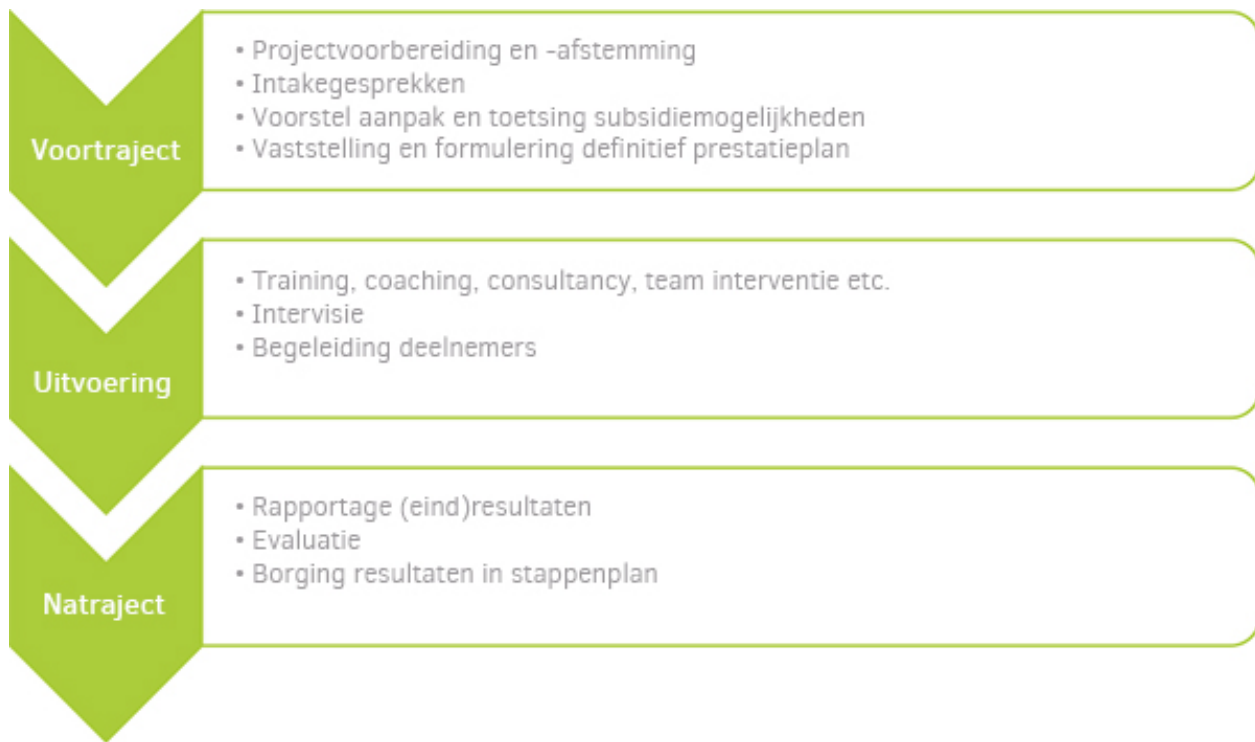 Voortraject
• Projectvoorbereiding en -afstemming
• Intakegesprekken
• Voorstel aanpak en toetsing subsidiemogelijkheden
• Vaststelling en formulering definitief prestatieplan
Uitvoering
• Training, coaching, consultancy, team interventie etc.
• Intervisie
• Begeleiding deelnemers
Natraject
• Rapportage (eind)resultaten
• Evaluatie
• Borging resultaten in stappenplan